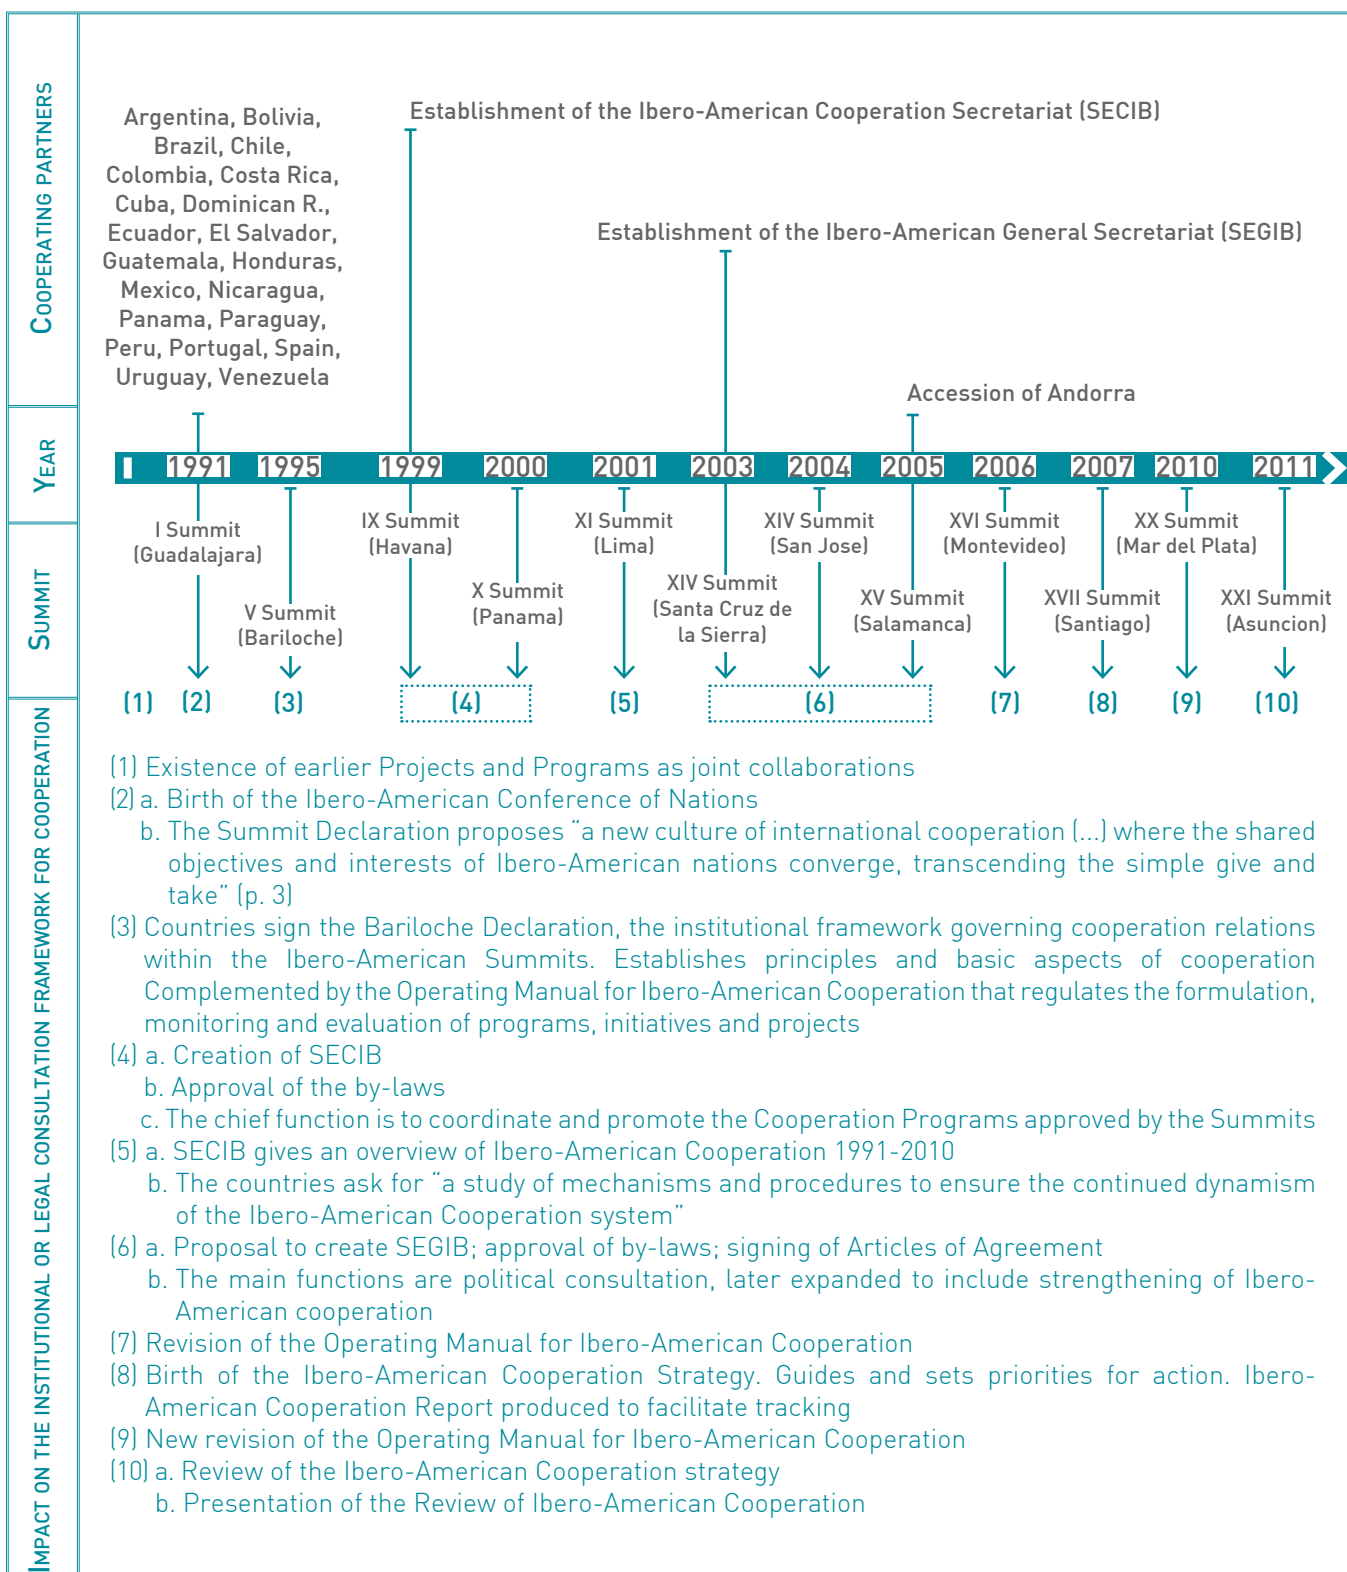 COOPERATING PARTNERS
Argentina, Bolivia,
Brazil, Chile,
Colombia, Costa Rica,
Cuba, Dominican R.,
Ecuador, El Salvador,
Guatemala, Honduras,
Mexico, Nicaragua,
Panama, Paraguay,
Peru, Portugal, Spain,
Uruguay, Venezuela
Establishment of the Ibero-American Cooperation Secretariat (SECIB)
Establishment of the Ibero-American General Secretariat (SEGIB)
Accession of Andorra
YEAR
I 1991 1995 1999 2000 2001 2003 2004 2005 2006 2007 2010 2011
SUMMIT
I Summit
(Guadalajara)
V Summit
(Bariloche)
IX Summit
(Havana)
X Summit
(Panama)
XI Summit
(Lima)
XIV Summit
(Santa Cruz de
la Sierra)
XIV Summit
(San Jose)
XV Summit
(Salamanca)
XVI Summit
(Montevideo)
XVII Summit
(Santiago)
XX Summit
(Mar del Plata)
XXI Summit
(Asuncion)
(1) (2) (3) (4) (5) (6) (7) (8) (9) (10)
IMPACT ON THE INSTITUTIONAL OR LEGAL CONSULTATION FRAMEWORK FOR COOPERATION
(1) Existence of earlier Projects and Programs as joint collaborations
(2) a. Birth of the Ibero-American Conference of Nations
b. The Summit Declaration proposes “a new culture of international cooperation (...) where the shared
objectives and interests of Ibero-American nations converge, transcending the simple give and
take” (p. 3)
(3) Countries sign the Bariloche Declaration, the institutional framework governing cooperation relations
within the Ibero-American Summits. Establishes principles and basic aspects of cooperation
Complemented by the Operating Manual for Ibero-American Cooperation that regulates the formulation,
monitoring and evaluation of programs, initiatives and projects
(4) a. Creation of SECIB
b. Approval of the by-laws
c. The chief function is to coordinate and promote the Cooperation Programs approved by the Summits
(5) a. SECIB gives an overview of Ibero-American Cooperation 1991-2010
b. The countries ask for “a study of mechanisms and procedures to ensure the continued dynamism
of the Ibero-American Cooperation system”
(6) a. Proposal to create SEGIB; approval of by-laws; signing of Articles of Agreement
b. The main functions are political consultation, later expanded to include strengthening of Ibero-
American cooperation
(7) Revision of the Operating Manual for Ibero-American Cooperation
(8) Birth of the Ibero-American Cooperation Strategy. Guides and sets priorities for action. Ibero-
American Cooperation Report produced to facilitate tracking
(9) New revision of the Operating Manual for Ibero-American Cooperation
(10) a. Review of the Ibero-American Cooperation strategy
b. Presentation of the Review of Ibero-American Cooperation